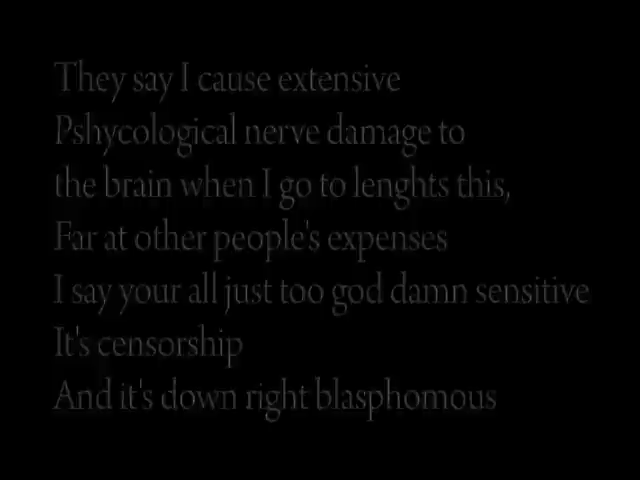 They say I cause extensive
Pshycological nerve damage to
the brain when I go to lenghts this,
Far at other people's expenses
I say your all just too god damn sensitive
It's censorship
And it's down right blasphomous